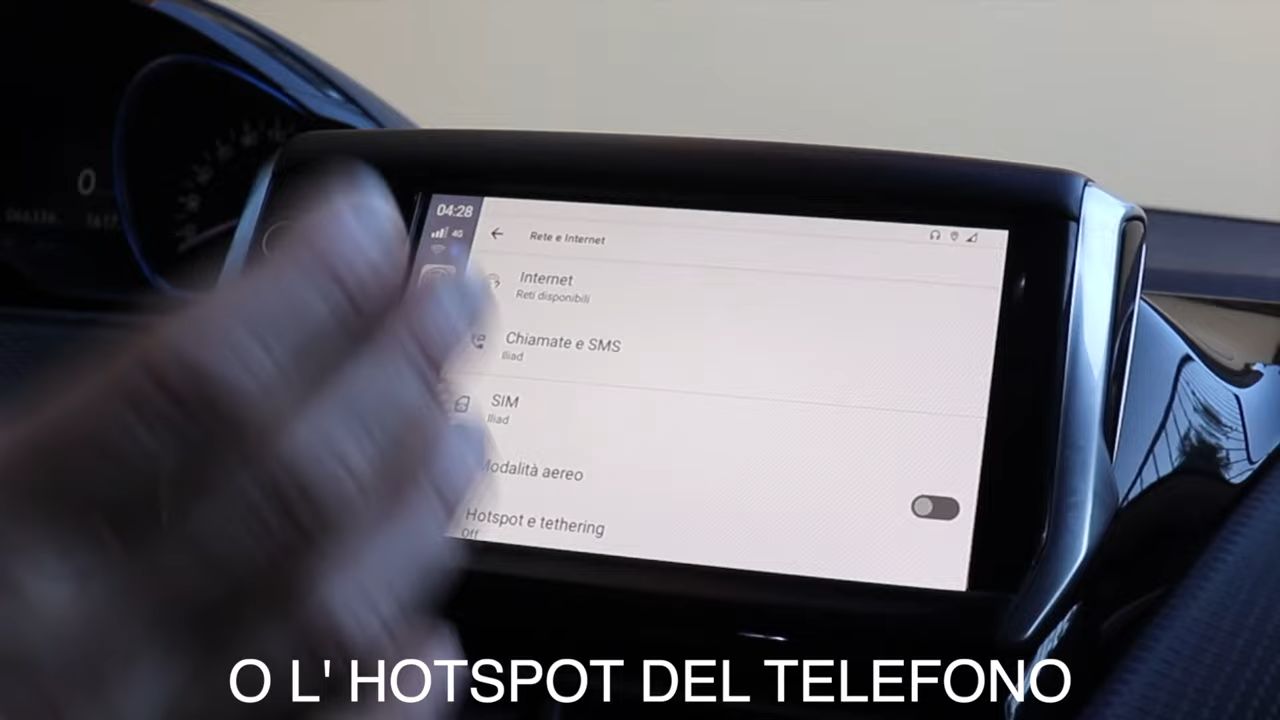 0
04:28
4G
Rete e Internet
Internet
Reti disponibili
Chiamate e SMS
Iliad
SIM
Iliad
Modalità aereo
Hotspot e tethering
Off
O L' HOTSPOT DEL TELEFONO